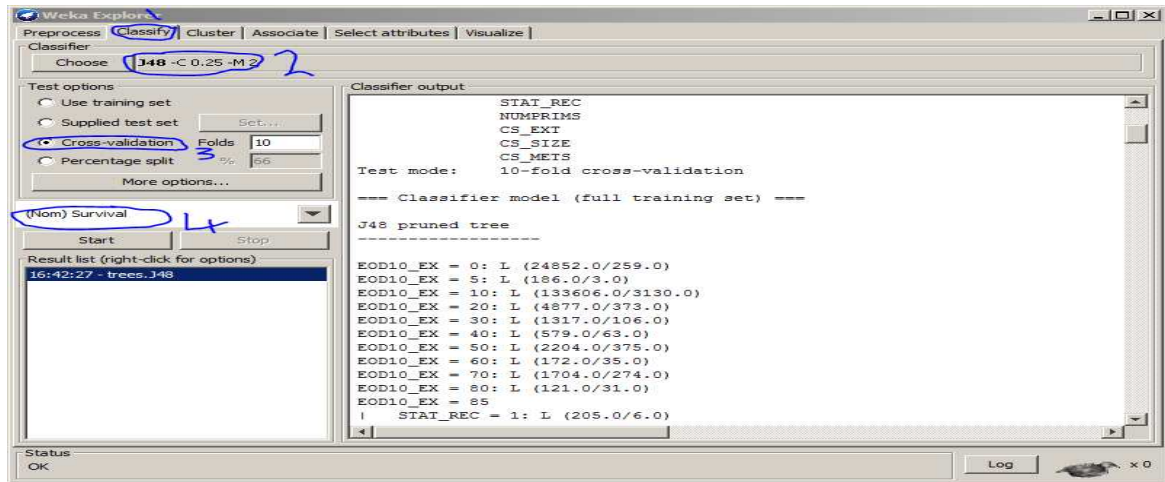 Weka Explorer
Preprocess Classify Cluster Associate Select attributes Visualize
Classifier
Choose J48 -C 0.25 -M 2 2
Test options
Use training set
Supplied test set Set...
Cross-validation Folds 10
3
Percentage split % 66
More options...
(Nom) Survival 4
Start Stop
Result list (right-click for options)
16:42:27 - trees.J48
Classifier output
STAT_REC
NUMPRIMS
CS_EXT
CS_SIZE
CS_METS
Test mode: 10-fold cross-validation
=== Classifier model (full training set) ===
J48 pruned tree
------------------
EOD10_EX = 0: L (24852.0/259.0)
EOD10_EX = 5: L (186.0/3.0)
EOD10_EX = 10: L (133606.0/3130.0)
EOD10_EX = 20: L (4877.0/373.0)
EOD10_EX = 30: L (1317.0/106.0)
EOD10_EX = 40: L (579.0/63.0)
EOD10_EX = 50: L (2204.0/375.0)
EOD10_EX = 60: L (172.0/35.0)
EOD10_EX = 70: L (1704.0/274.0)
EOD10_EX = 80: L (121.0/31.0)
EOD10_EX = 85
| STAT_REC = 1: L (205.0/6.0)
Status
OK
Log x 0